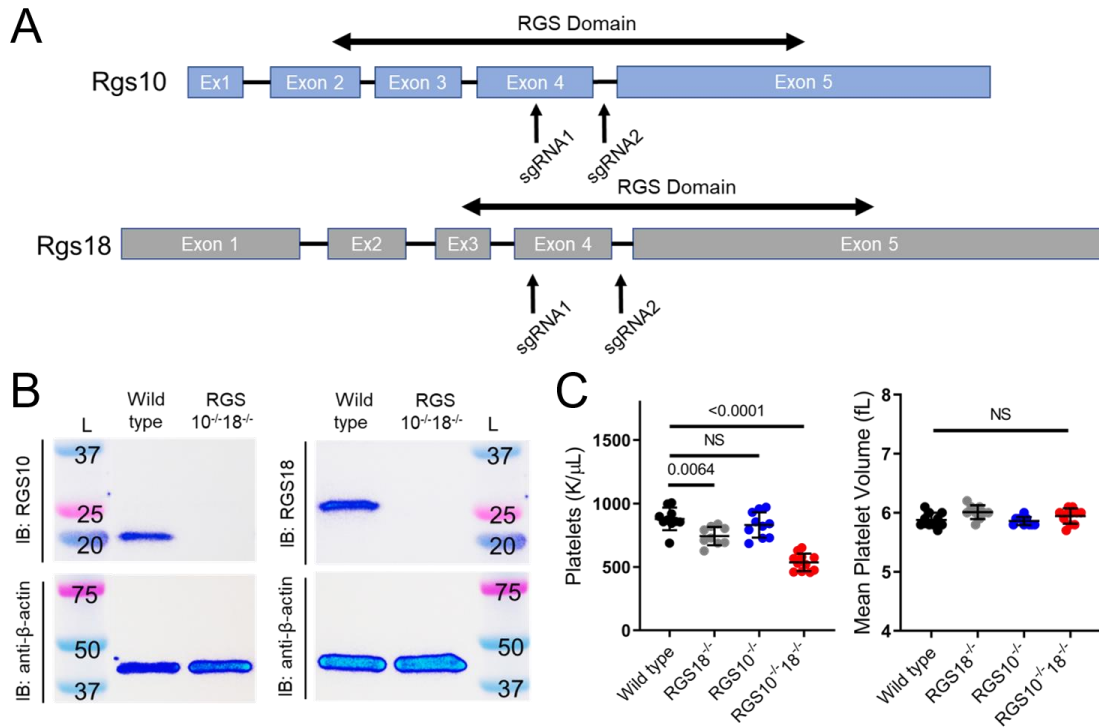 A
RGS Domain
Rgs10
Ex1 Exon 2 Exon 3 Exon 4 Exon 5
sgRNA1 sgRNA2
RGS Domain
Rgs18
Exon 1 Ex2 Ex3 Exon 4 Exon 5
sgRNA1 sgRNA2
B
L Wild type RGS 10⁻/⁻18⁻/⁻
IB: RGS10
37
25
20
IB: anti-β-actin
75
50
37
Wild type RGS 10⁻/⁻18⁻/⁻ L
IB: RGS18
37
25
20
IB: anti-β-actin
75
50
37
C
Platelets (K/µL)
1500
1000
500
0
<0.0001
NS
0.0064
Wild type RGS18⁻/⁻ RGS10⁻/⁻ RGS10⁻/⁻18⁻/⁻
Mean Platelet Volume (fL)
8
7
6
5
4
NS
Wild type RGS18⁻/⁻ RGS10⁻/⁻ RGS10⁻/⁻18⁻/⁻